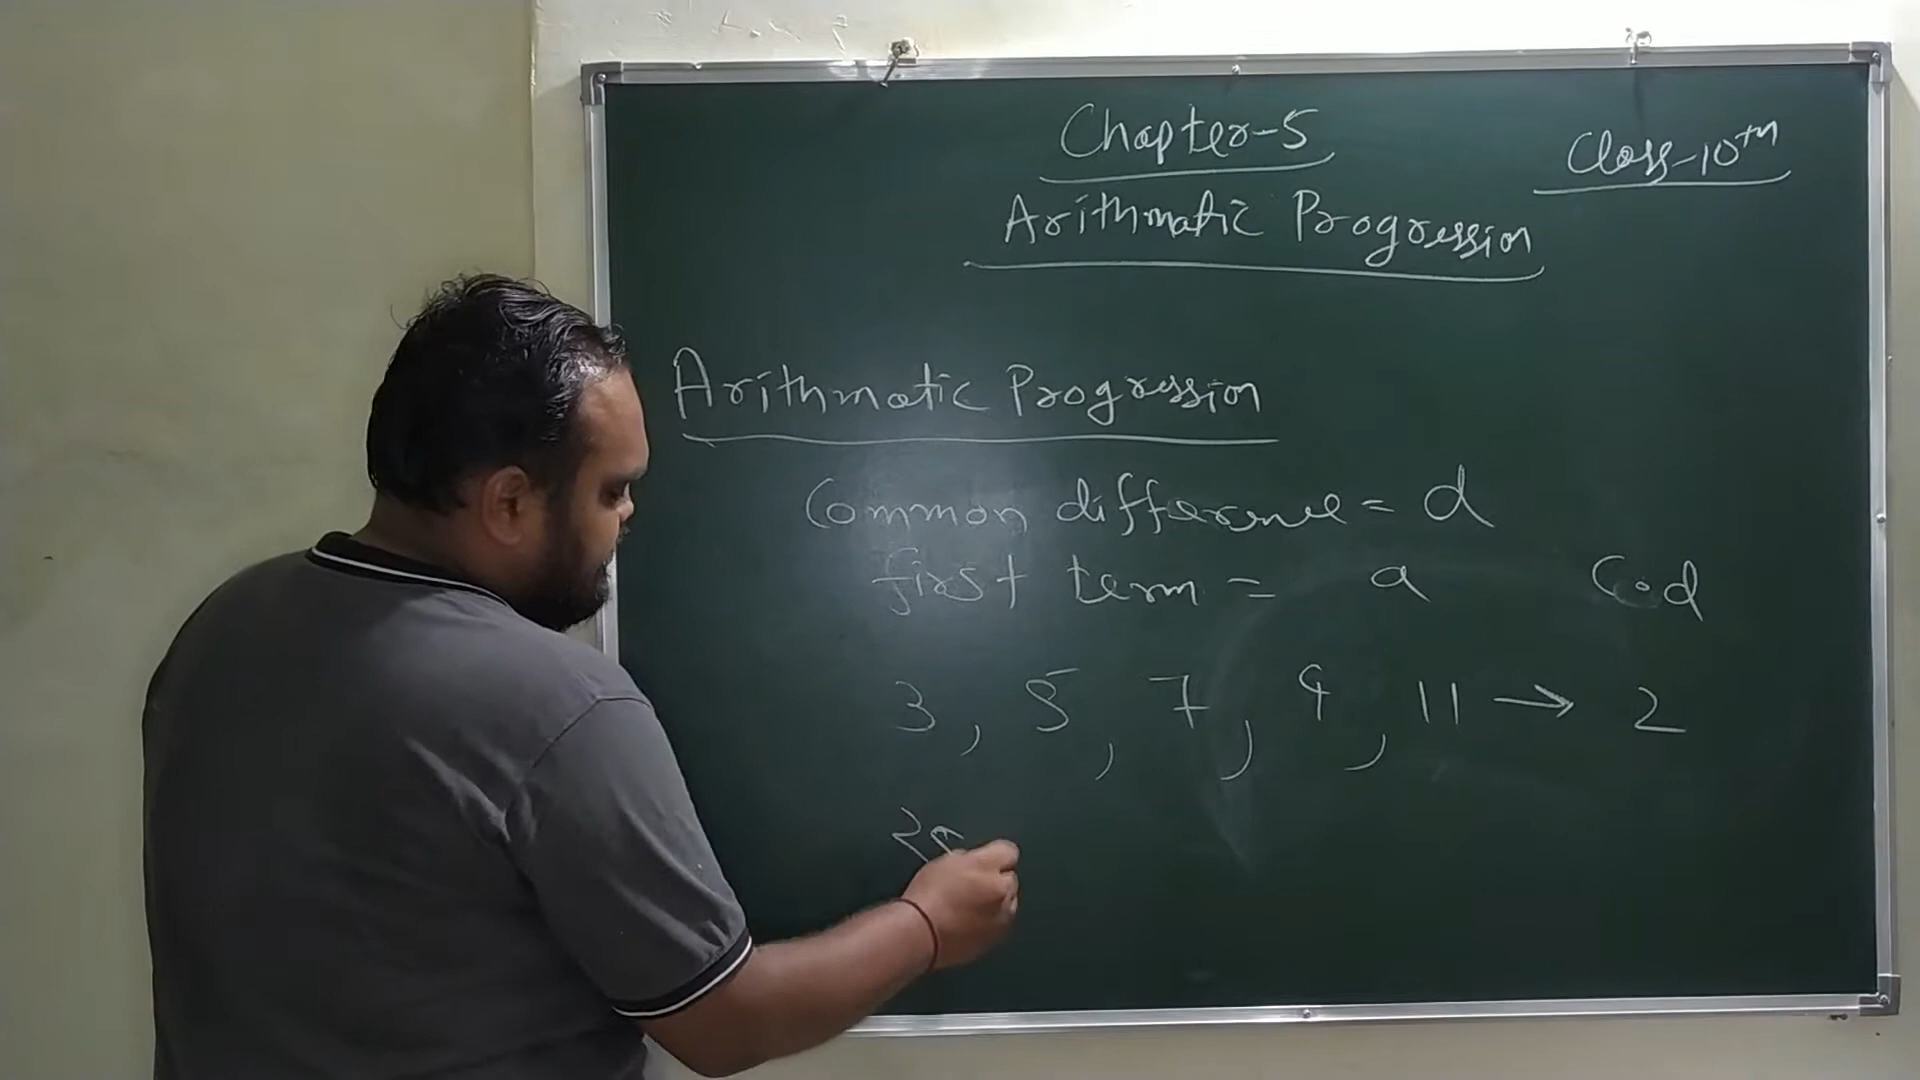 Chapter-5
Class-10th
Arithmatic Progression
Arithmatic Progression
Common difference = d
first term = a
C.d
3, 5, 7, 9, 11 → 2